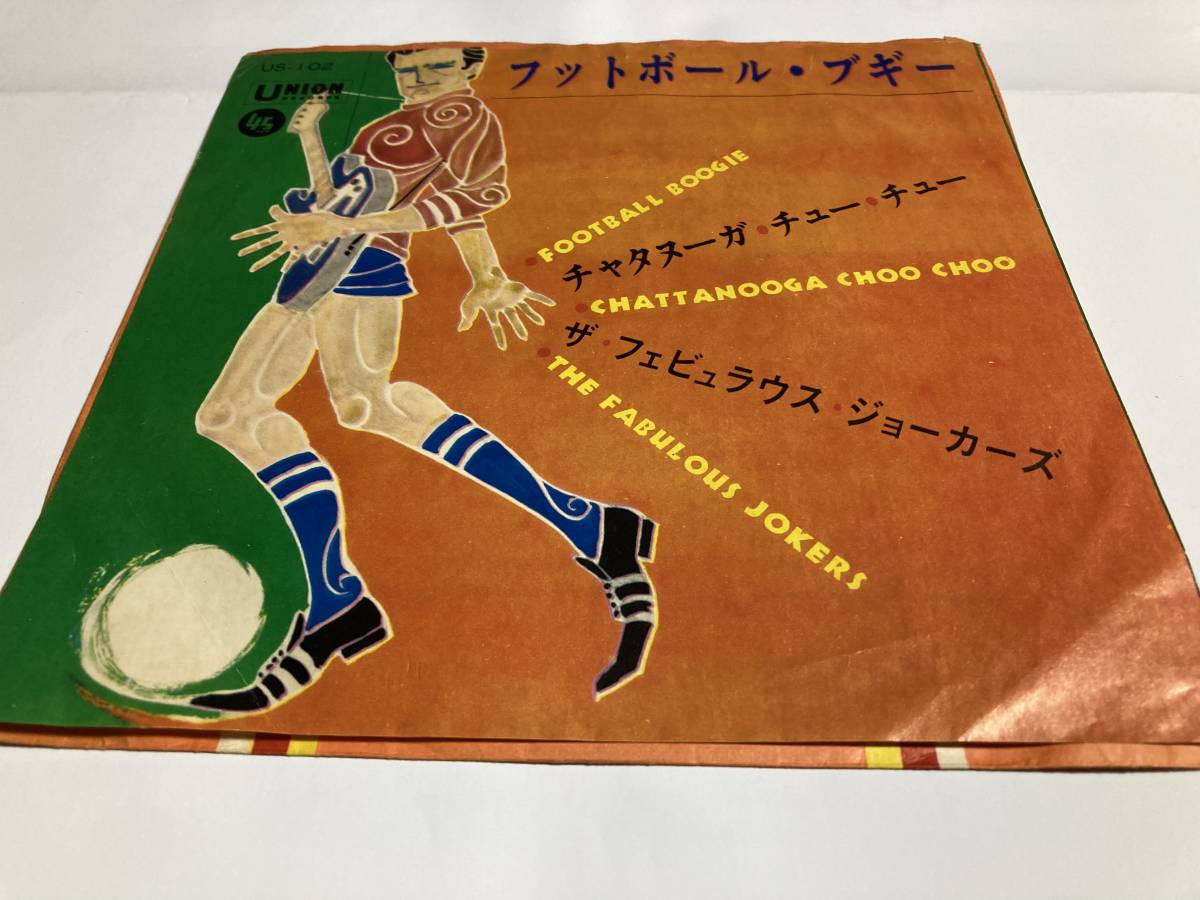 US-102
UNION
RECORDS
45
フットボール・ブギー
FOOTBALL BOOGIE
チャタヌーガ・チュー・チュー
CHATTANOOGA CHOO CHOO
ザ・フェビュラウス・ジョーカーズ
THE FABULOUS JOKERS